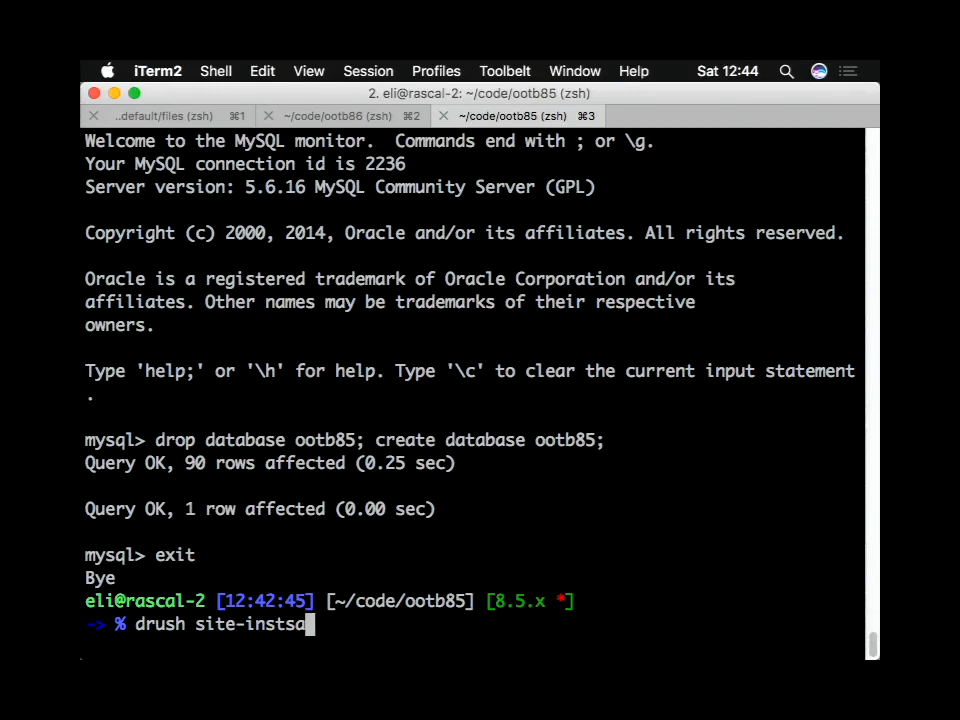 iTerm2 Shell Edit View Session Profiles Toolbelt Window Help Sat 12:44
2. eli@rascal-2: ~/code/ootb85 (zsh)
..default/files (zsh) ⌘1 ~/code/ootb86 (zsh) ⌘2 ~/code/ootb85 (zsh) ⌘3
Welcome to the MySQL monitor.  Commands end with ; or \g.
Your MySQL connection id is 2236
Server version: 5.6.16 MySQL Community Server (GPL)
Copyright (c) 2000, 2014, Oracle and/or its affiliates. All rights reserved.
Oracle is a registered trademark of Oracle Corporation and/or its
affiliates. Other names may be trademarks of their respective
owners.
Type 'help;' or '\h' for help. Type '\c' to clear the current input statement
.
mysql> drop database ootb85; create database ootb85;
Query OK, 90 rows affected (0.25 sec)
Query OK, 1 row affected (0.00 sec)
mysql> exit
Bye
eli@rascal-2 [12:42:45] [~/code/ootb85] [8.5.x *]
-> % drush site-instsa